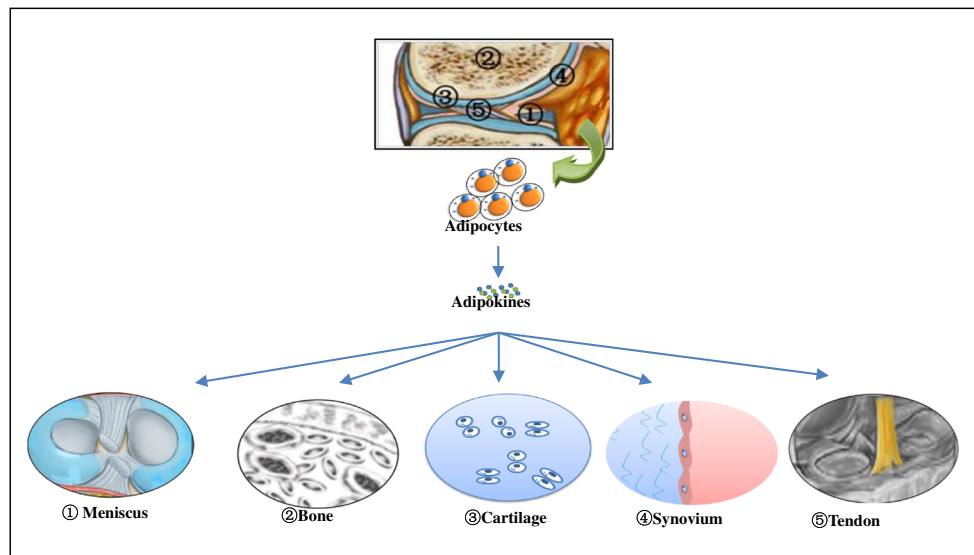 ②
④
③
⑤
①
Adipocytes
Adipokines
① Meniscus
②Bone
③Cartilage
④Synovium
⑤Tendon